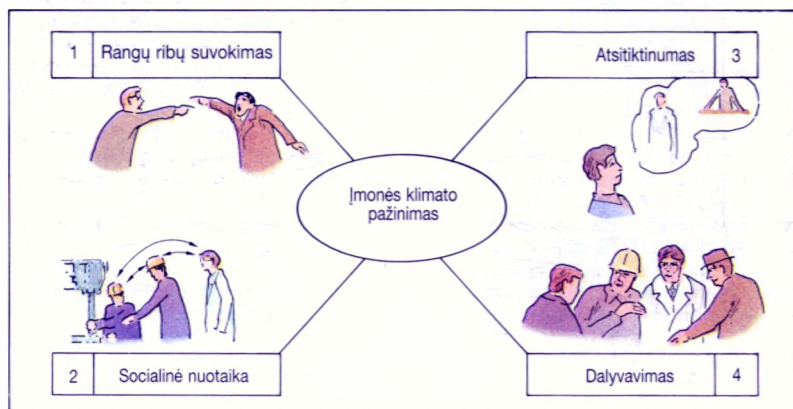 1 Rangų ribų suvokimas
Atsitiktinumas 3
Įmonės klimato
pažinimas
2 Socialinė nuotaika
Dalyvavimas 4